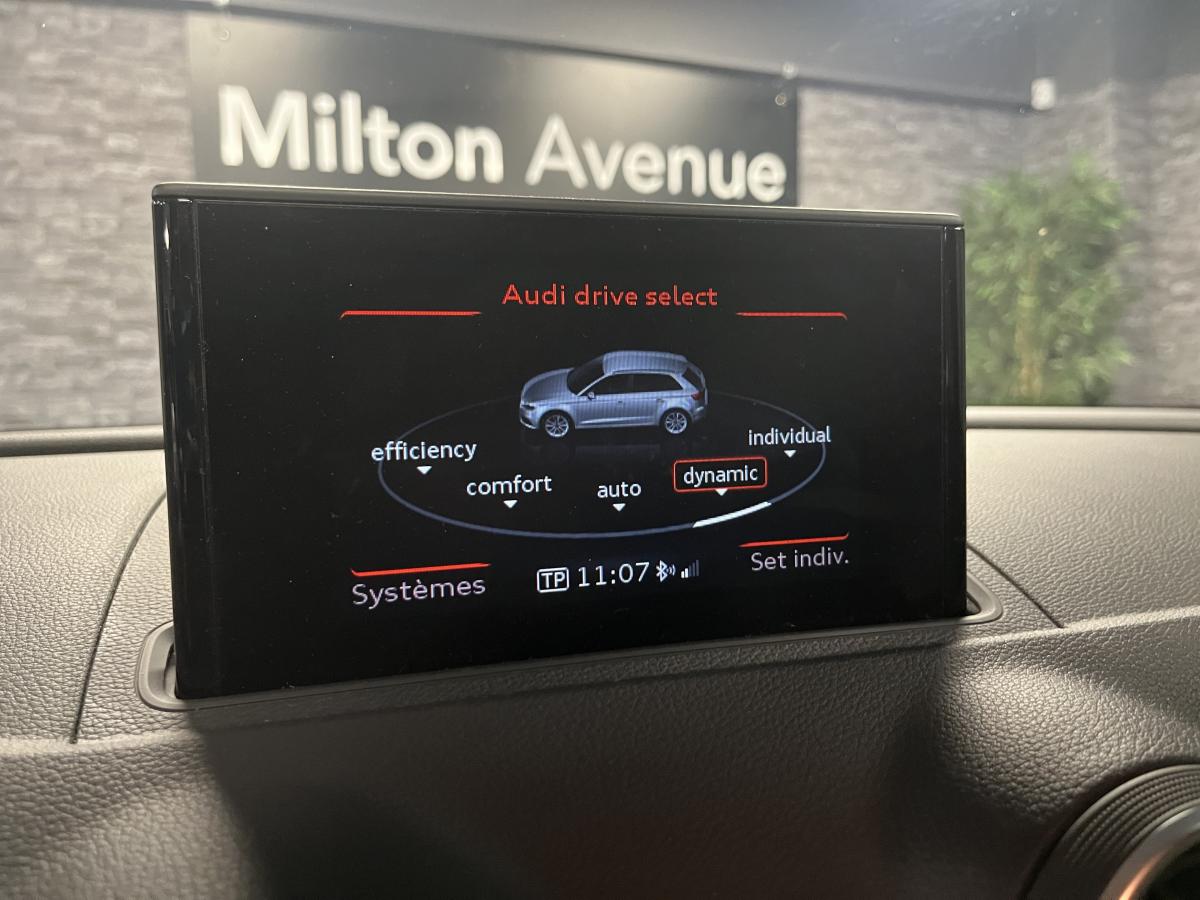 Milton Avenue
Audi drive select
efficiency
comfort
auto
dynamic
individual
Systèmes
TP 11:07
Set indiv.